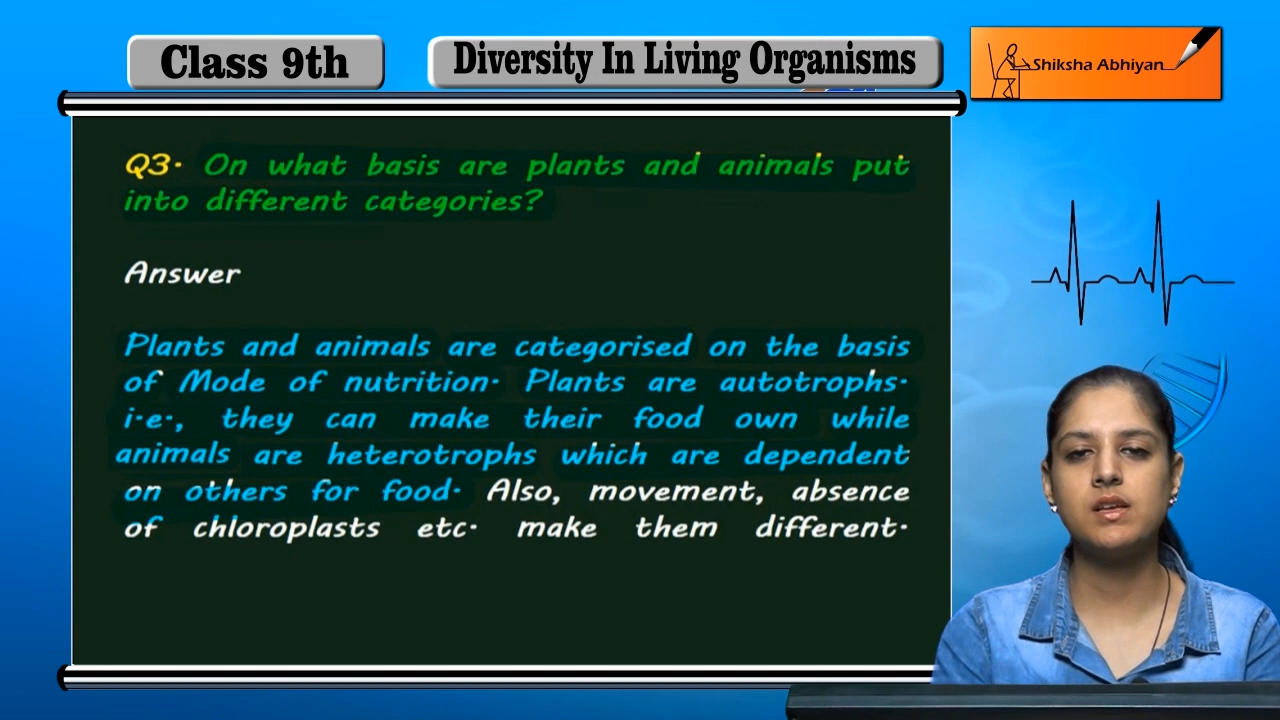 Class 9th
Diversity In Living Organisms
Shiksha Abhiyan
Q3. On what basis are plants and animals put
into different categories?
Answer
Plants and animals are categorised on the basis
of Mode of nutrition. Plants are autotrophs.
i.e., they can make their food own while
animals are heterotrophs which are dependent
on others for food. Also, movement, absence
of chloroplasts etc. make them different.